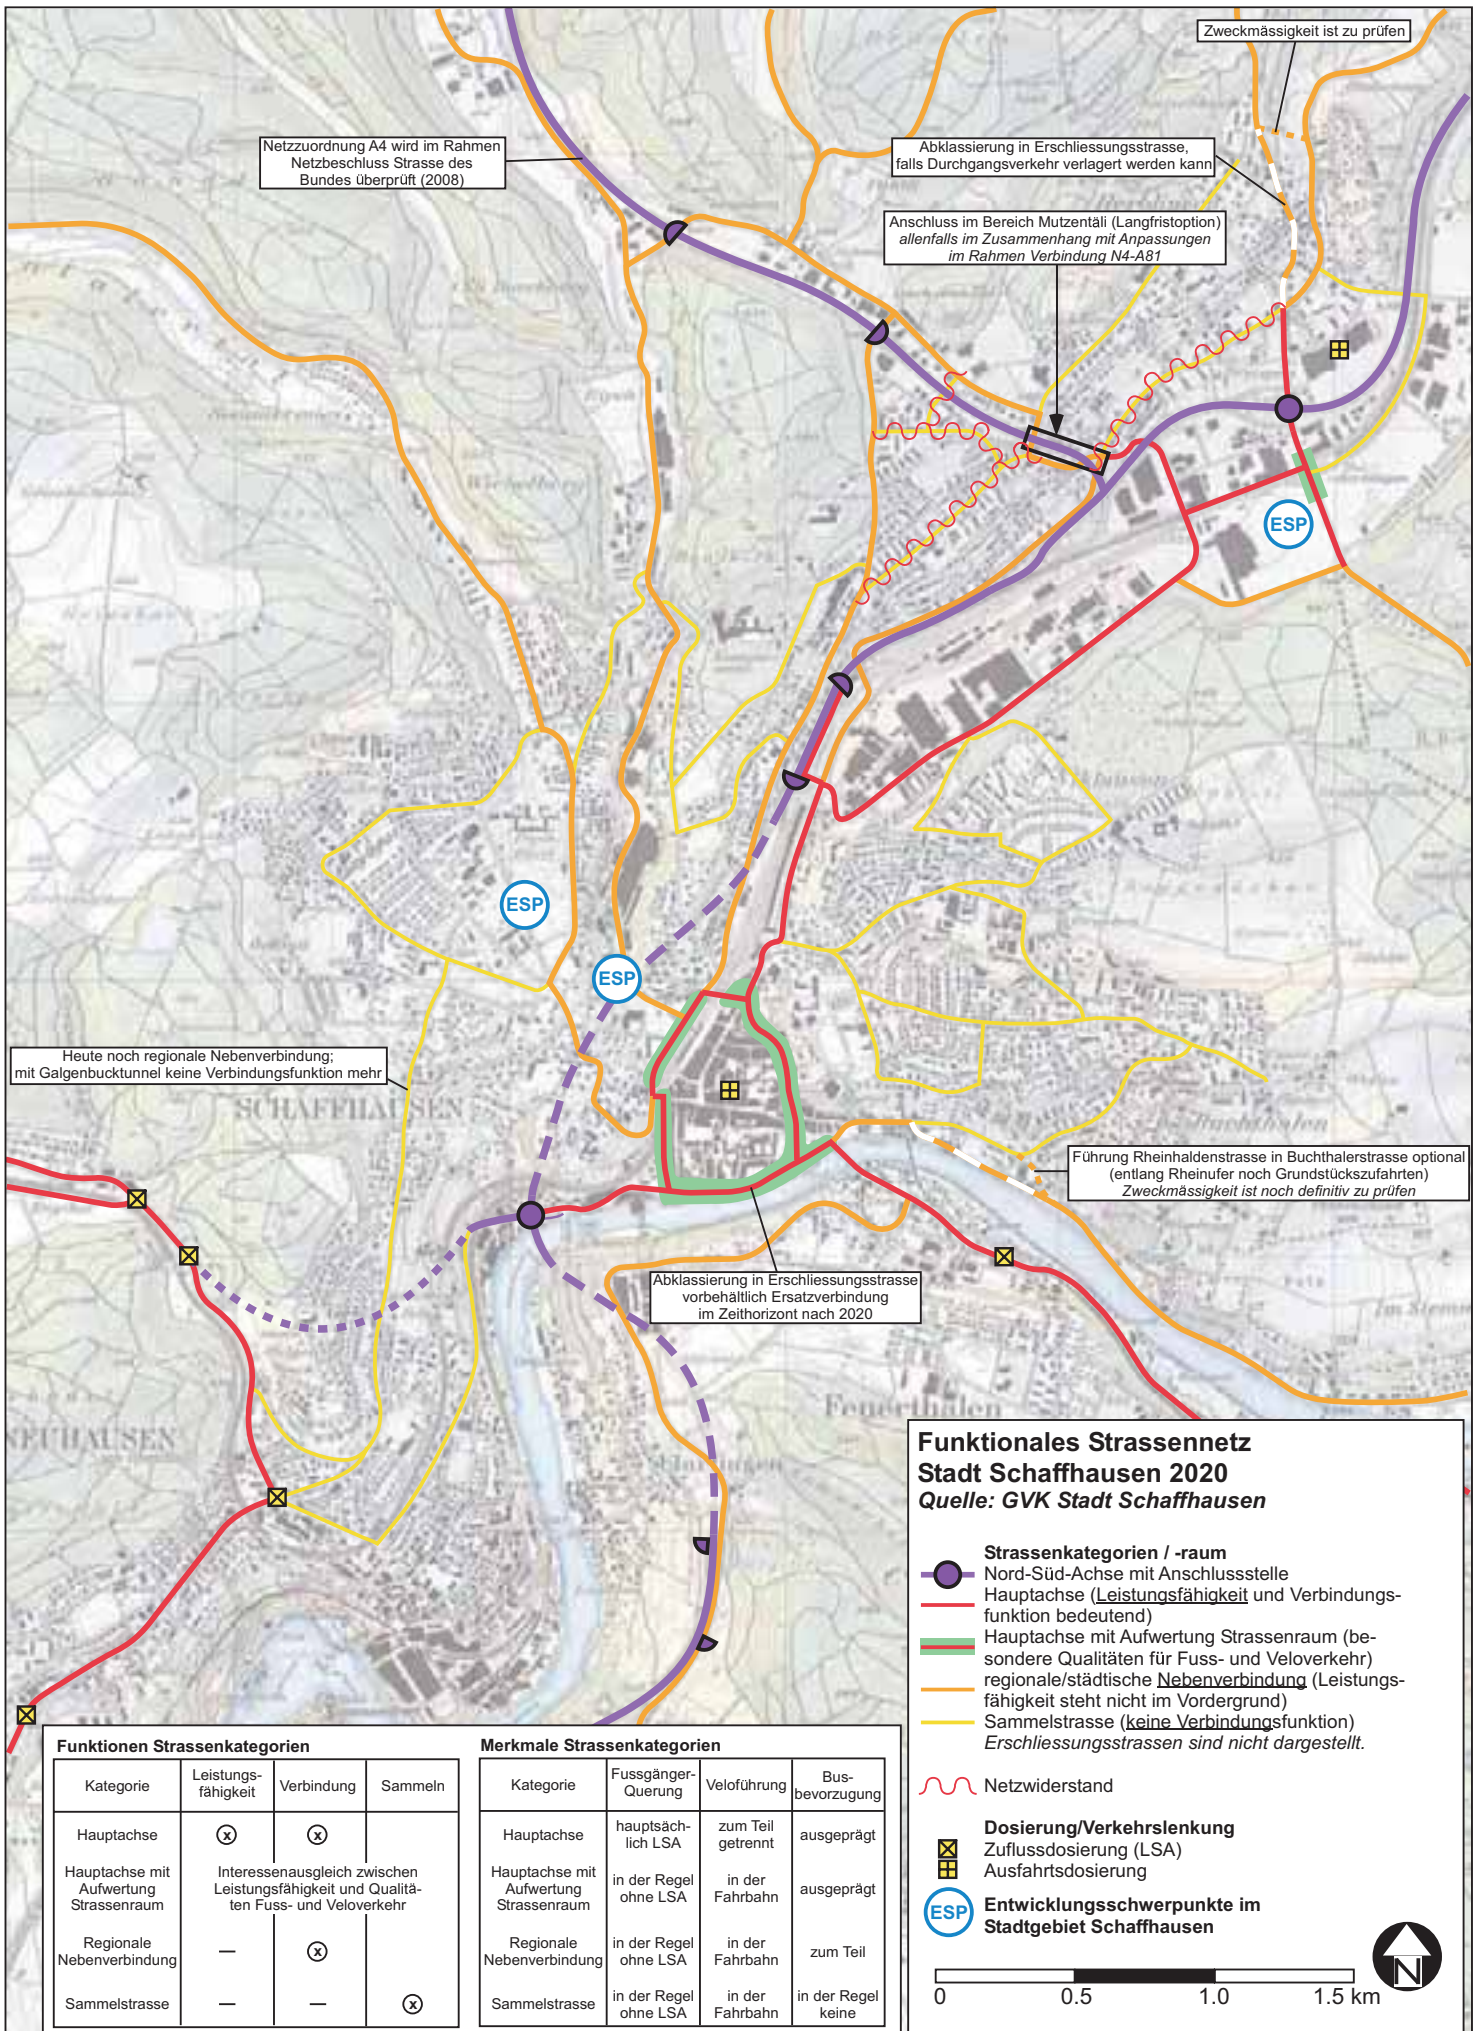 Zweckmässigkeit ist zu prüfen
Netzzuordnung A4 wird im Rahmen
Netzbeschluss Strasse des
Bundes überprüft (2008)
Abklassierung in Erschliessungsstrasse,
falls Durchgangsverkehr verlagert werden kann
Anschluss im Bereich Mutzentäli (Langfristoption)
allenfalls im Zusammenhang mit Anpassungen
im Rahmen Verbindung N4-A81
ESP
ESP
ESP
Heute noch regionale Nebenverbindung;
mit Galgenbucktunnel keine Verbindungsfunktion mehr
SCHAFFHAUSEN
Führung Rheinhaldenstrasse in Buchthalerstrasse optional
(entlang Rheinufer noch Grundstückszufahrten)
Zweckmässigkeit ist noch definitiv zu prüfen
Abklassierung in Erschliessungsstrasse
vorbehältlich Ersatzverbindung
im Zeithorizont nach 2020
Feuerthalen
NEUHAUSEN
Funktionales Strassennetz
Stadt Schaffhausen 2020
Quelle: GVK Stadt Schaffhausen
Strassenkategorien / -raum
Nord-Süd-Achse mit Anschlussstelle
Hauptachse (Leistungsfähigkeit und Verbindungs-
funktion bedeutend)
Hauptachse mit Aufwertung Strassenraum (be-
sondere Qualitäten für Fuss- und Veloverkehr)
regionale/städtische Nebenverbindung (Leistungs-
fähigkeit steht nicht im Vordergrund)
Sammelstrasse (keine Verbindungsfunktion)
Erschliessungsstrassen sind nicht dargestellt.
Netzwiderstand
Dosierung/Verkehrslenkung
Zuflussdosierung (LSA)
Ausfahrtsdosierung
ESP Entwicklungsschwerpunkte im
Stadtgebiet Schaffhausen
N
0 0.5 1.0 1.5 km
Funktionen Strassenkategorien
Kategorie Leistungs-fähigkeit Verbindung Sammeln
Hauptachse x x
Hauptachse mit Aufwertung Strassenraum Interessenausgleich zwischen Leistungsfähigkeit und Qualitä-ten Fuss- und Veloverkehr
Regionale Nebenverbindung — x
Sammelstrasse — — x
Merkmale Strassenkategorien
Kategorie Fussgänger-Querung Veloführung Bus-bevorzugung
Hauptachse hauptsäch-lich LSA zum Teil getrennt ausgeprägt
Hauptachse mit Aufwertung Strassenraum in der Regel ohne LSA in der Fahrbahn ausgeprägt
Regionale Nebenverbindung in der Regel ohne LSA in der Fahrbahn zum Teil
Sammelstrasse in der Regel ohne LSA in der Fahrbahn in der Regel keine